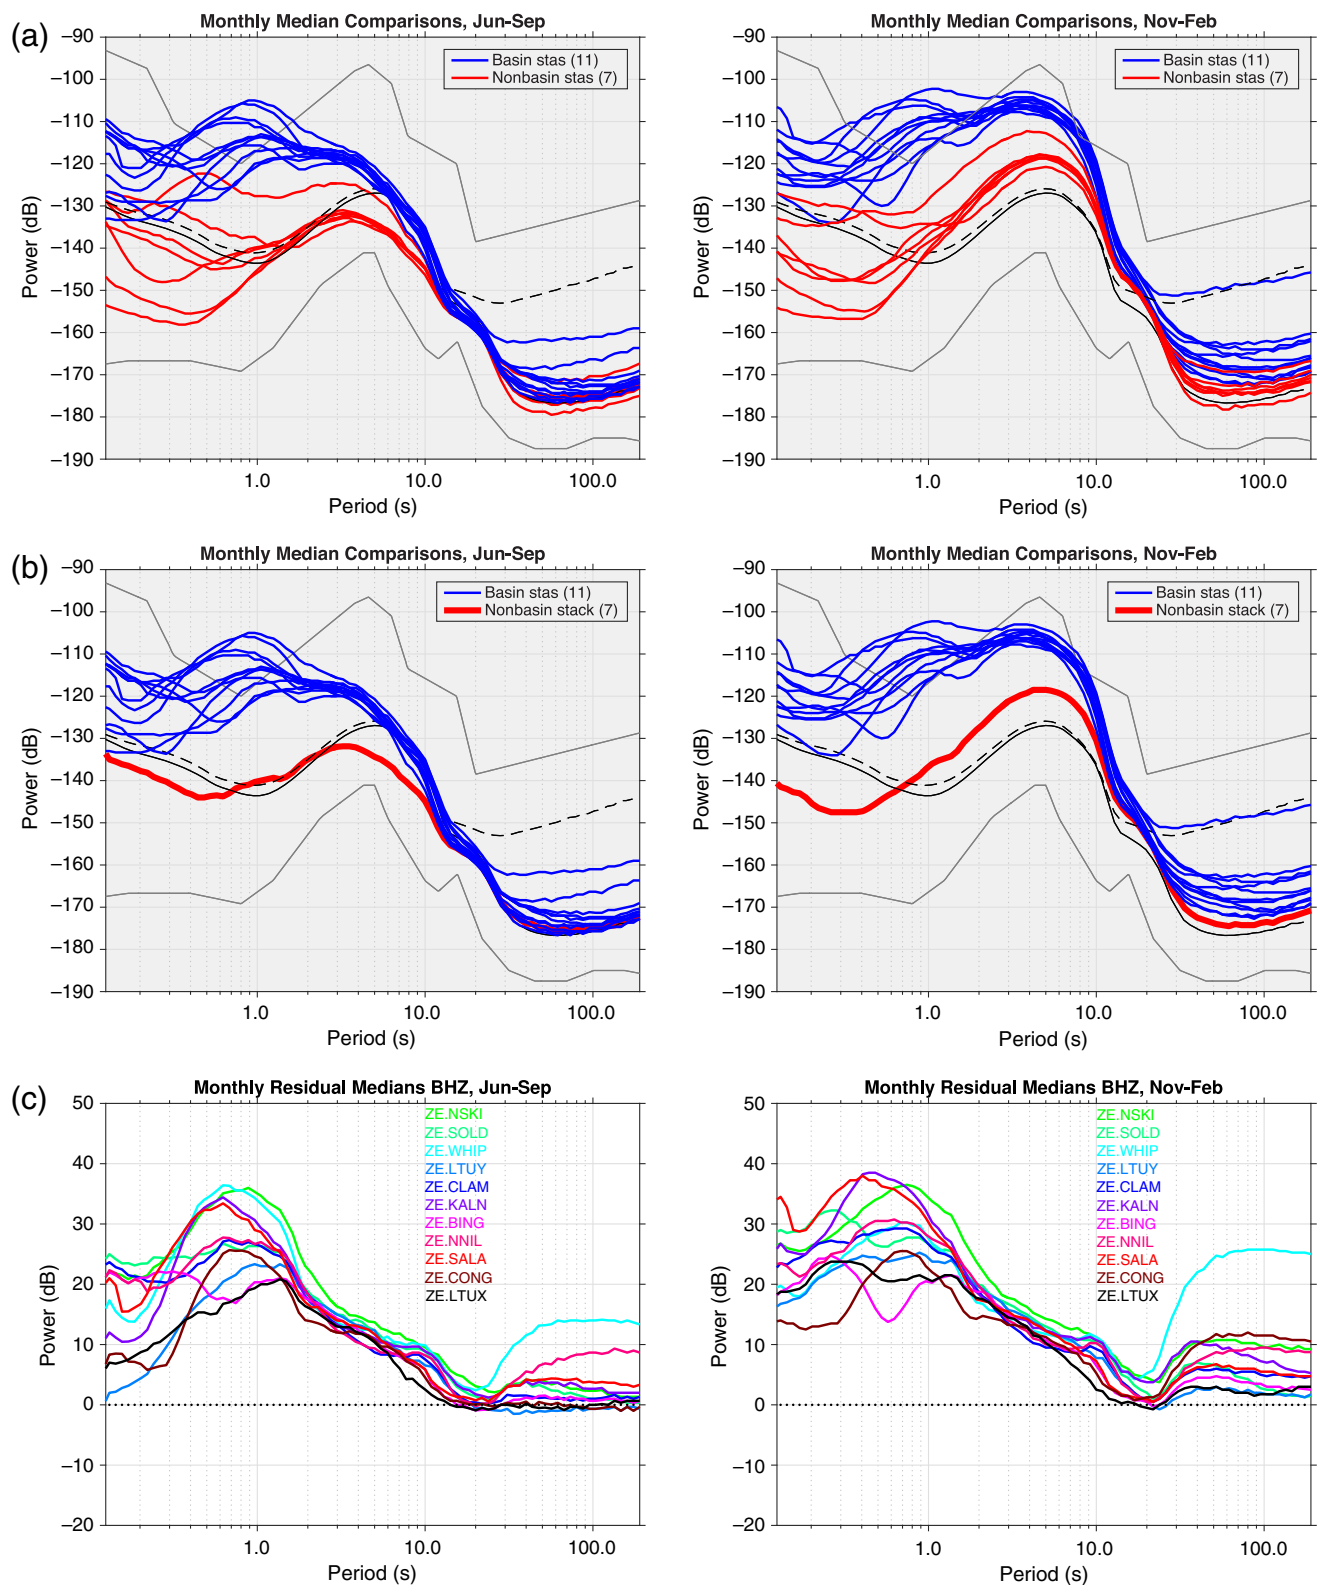 (a)
Monthly Median Comparisons, Jun-Sep
Power (dB)
−90
−100
−110
−120
−130
−140
−150
−160
−170
−180
−190
Basin stas (11)
Nonbasin stas (7)
1.0
10.0
100.0
Period (s)
Monthly Median Comparisons, Nov-Feb
Power (dB)
−90
−100
−110
−120
−130
−140
−150
−160
−170
−180
−190
Basin stas (11)
Nonbasin stas (7)
1.0
10.0
100.0
Period (s)
(b)
Monthly Median Comparisons, Jun-Sep
Power (dB)
−90
−100
−110
−120
−130
−140
−150
−160
−170
−180
−190
Basin stas (11)
Nonbasin stack (7)
1.0
10.0
100.0
Period (s)
Monthly Median Comparisons, Nov-Feb
Power (dB)
−90
−100
−110
−120
−130
−140
−150
−160
−170
−180
−190
Basin stas (11)
Nonbasin stack (7)
1.0
10.0
100.0
Period (s)
(c)
Monthly Residual Medians BHZ, Jun-Sep
Power (dB)
50
40
30
20
10
0
−10
−20
ZE.NSKI
ZE.SOLD
ZE.WHIP
ZE.LTUY
ZE.CLAM
ZE.KALN
ZE.BING
ZE.NNIL
ZE.SALA
ZE.CONG
ZE.LTUX
1.0
10.0
100.0
Period (s)
Monthly Residual Medians BHZ, Nov-Feb
Power (dB)
50
40
30
20
10
0
−10
−20
ZE.NSKI
ZE.SOLD
ZE.WHIP
ZE.LTUY
ZE.CLAM
ZE.KALN
ZE.BING
ZE.NNIL
ZE.SALA
ZE.CONG
ZE.LTUX
1.0
10.0
100.0
Period (s)